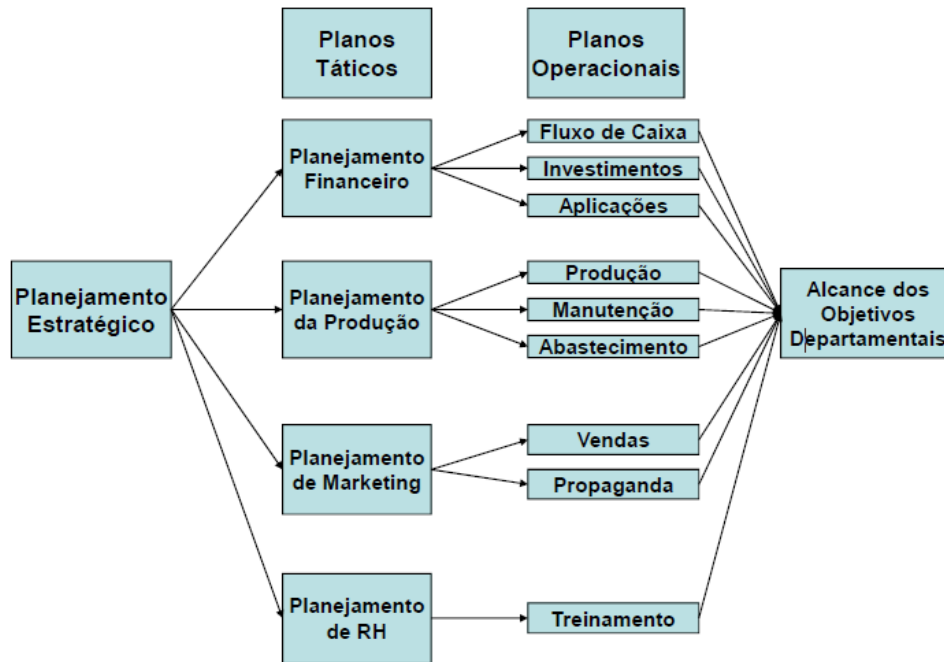 Planos
Táticos
Planos
Operacionais
Planejamento
Estratégico
Planejamento
Financeiro
Fluxo de Caixa
Investimentos
Aplicações
Planejamento
da Produção
Produção
Manutenção
Abastecimento
Planejamento
de Marketing
Vendas
Propaganda
Planejamento
de RH
Treinamento
Alcance dos
Objetivos
Departamentais